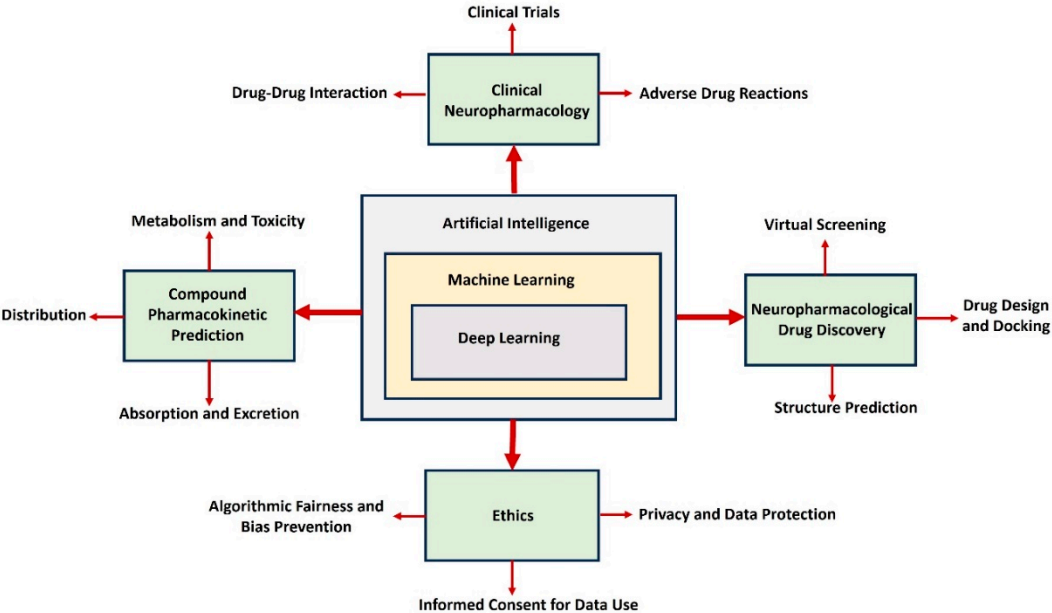 Clinical Trials
Drug-Drug Interaction
Clinical
Neuropharmacology
Adverse Drug Reactions
Artificial Intelligence
Machine Learning
Deep Learning
Metabolism and Toxicity
Distribution
Compound
Pharmacokinetic
Prediction
Absorption and Excretion
Virtual Screening
Neuropharmacological
Drug Discovery
Drug Design
and Docking
Structure Prediction
Algorithmic Fairness and
Bias Prevention
Ethics
Privacy and Data Protection
Informed Consent for Data Use